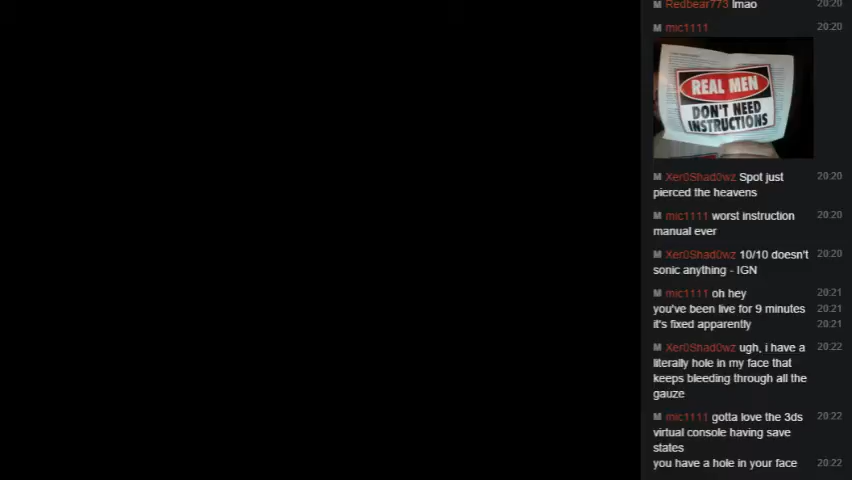 M Redbear773 lmao 20:20
M mic1111 20:20
REAL MEN
DON'T NEED
INSTRUCTIONS
M Xer0Shad0wz Spot just 20:20
pierced the heavens
M mic1111 worst instruction 20:20
manual ever
M Xer0Shad0wz 10/10 doesn't 20:20
sonic anything - IGN
M mic1111 oh hey 20:21
you've been live for 9 minutes 20:21
it's fixed apparently 20:21
M Xer0Shad0wz ugh, i have a 20:22
literally hole in my face that
keeps bleeding through all the
gauze
M mic1111 gotta love the 3ds 20:22
virtual console having save
states
you have a hole in your face 20:22